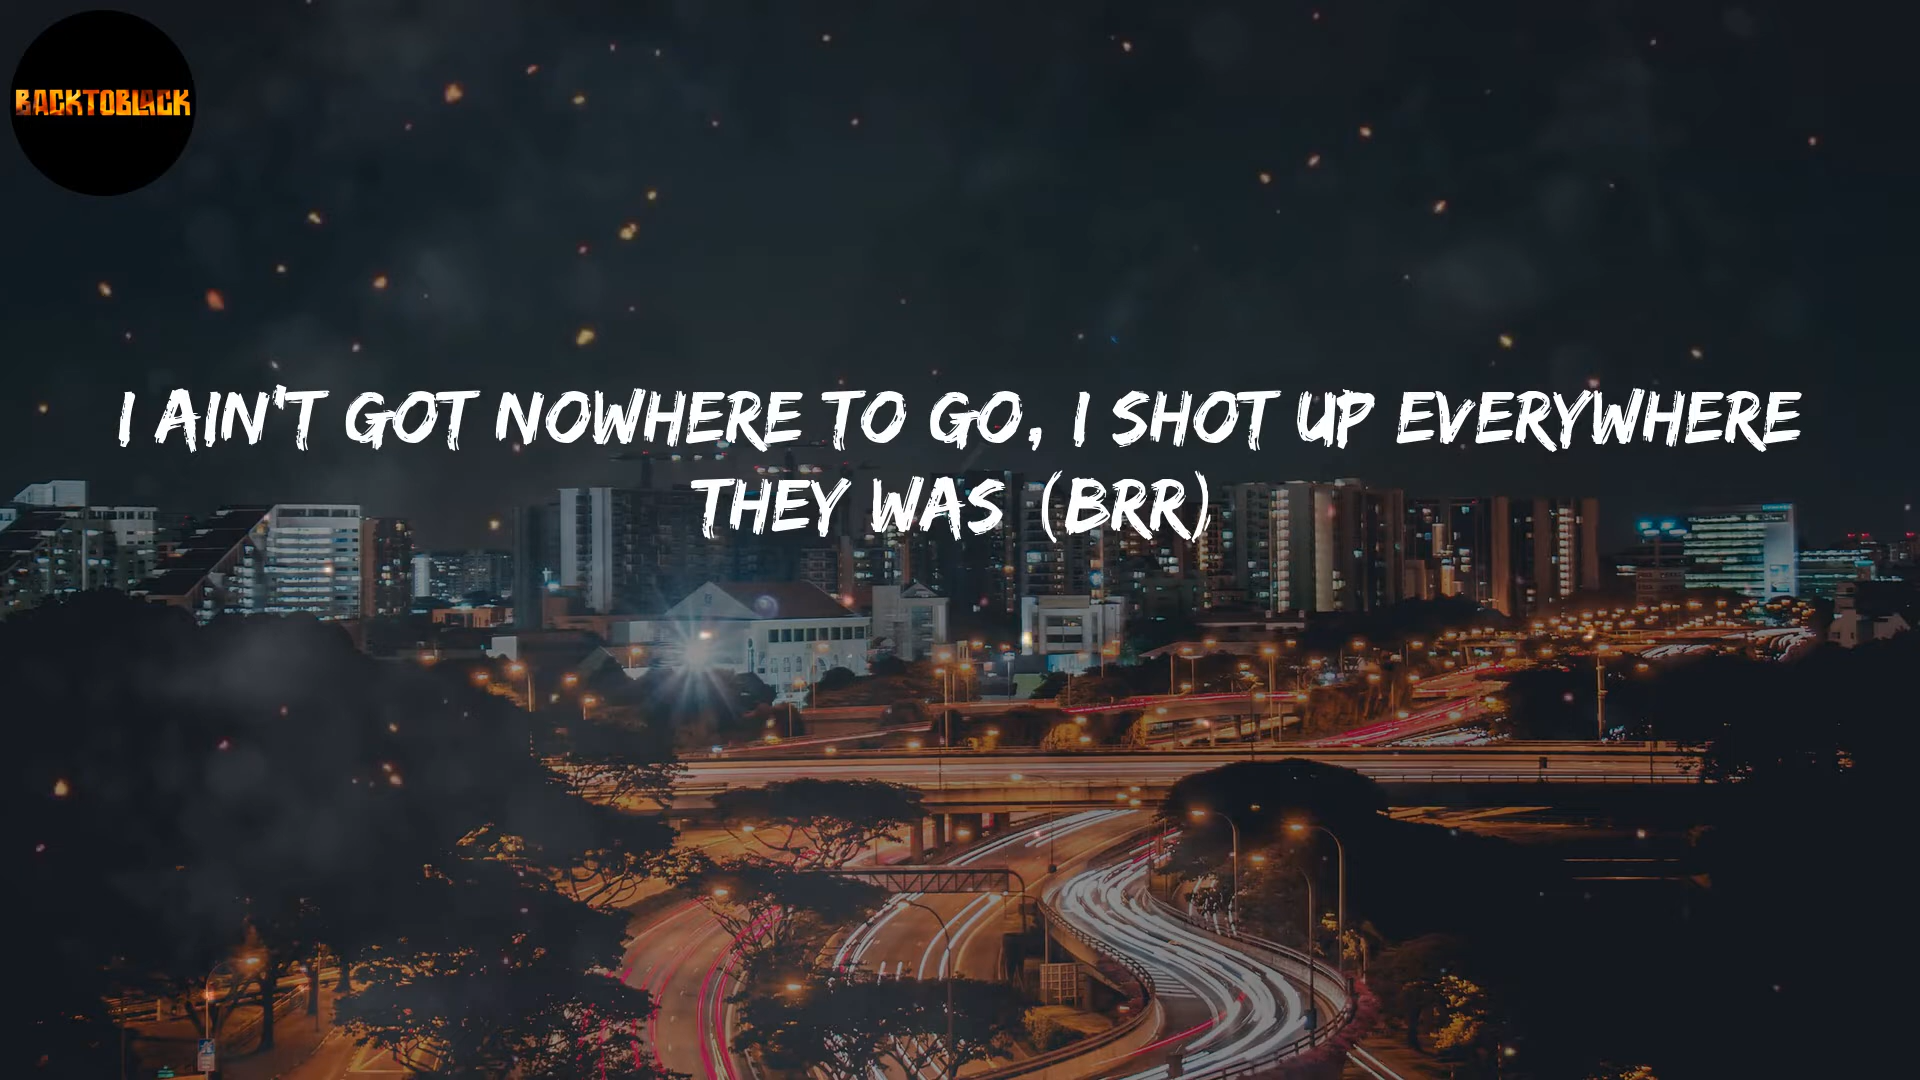 BACKTOBLACK
I AIN'T GOT NOWHERE TO GO, I SHOT UP EVERYWHERE
THEY WAS (BRR)